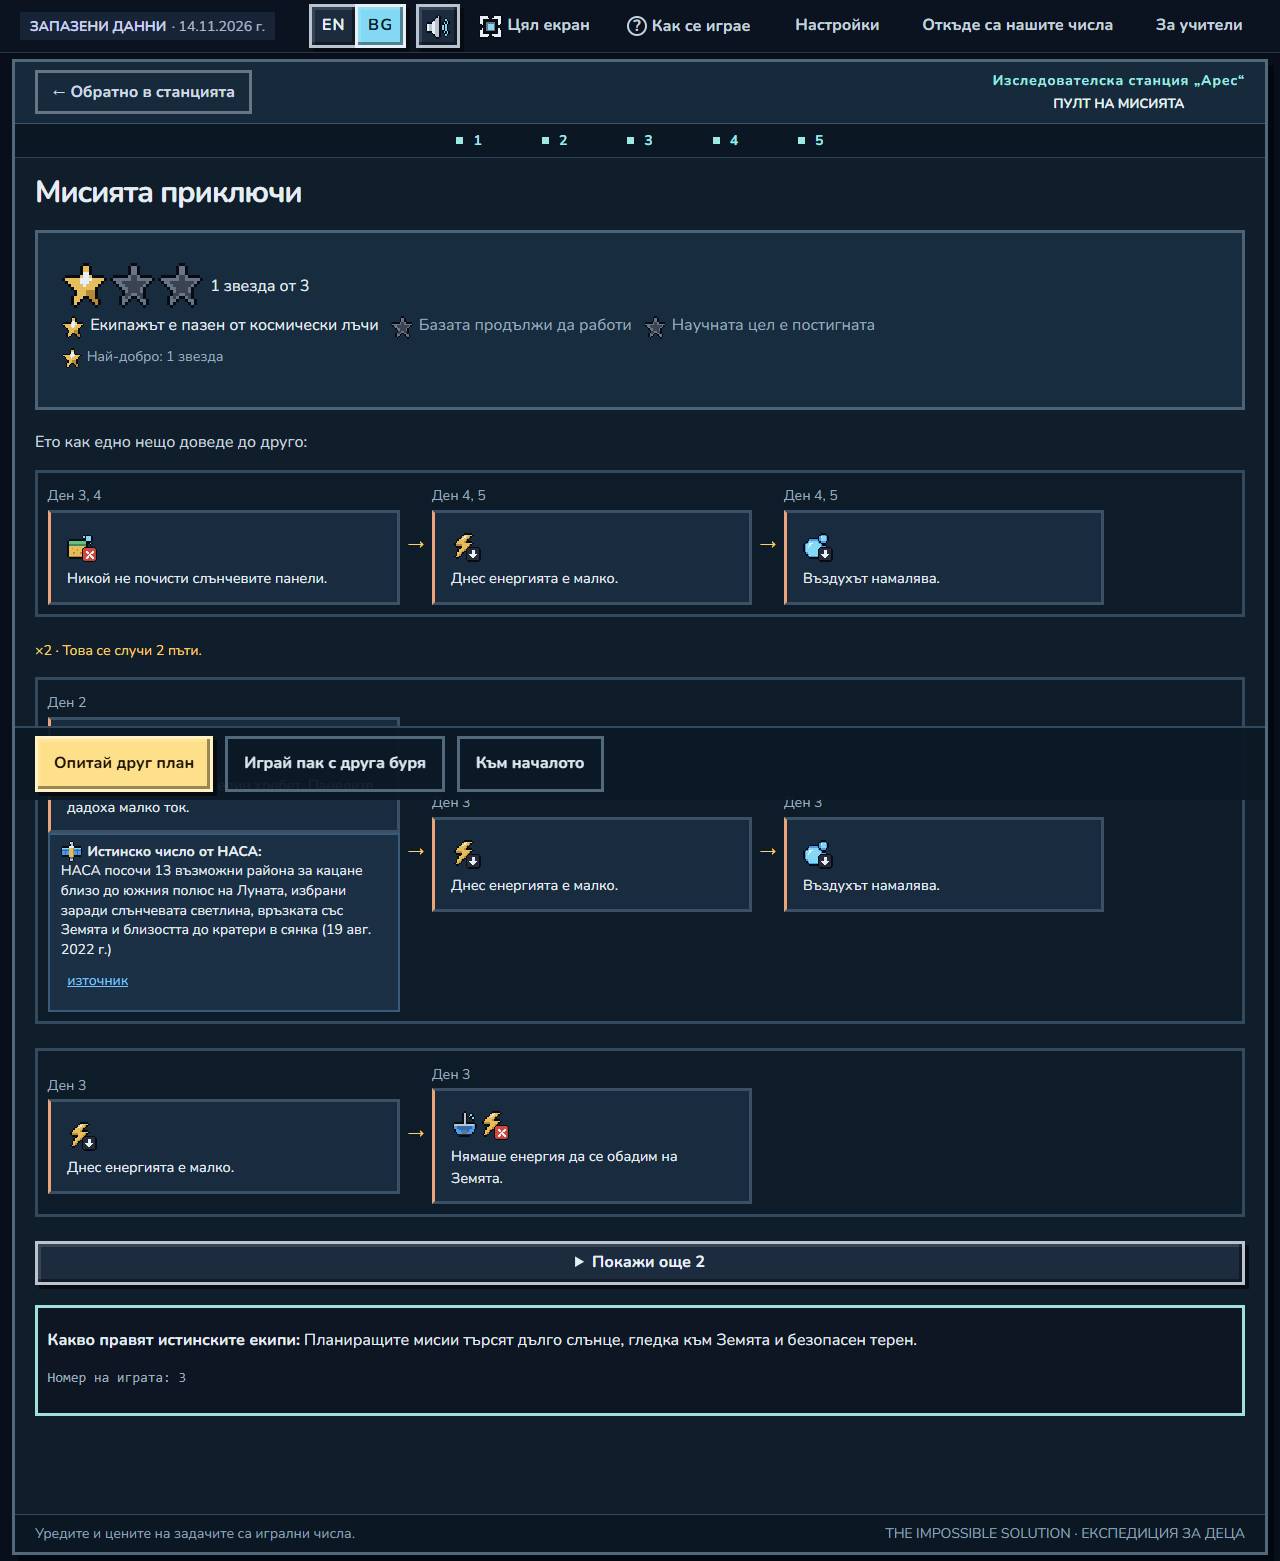 ЗАПАЗЕНИ ДАННИ · 14.11.2026 г.
EN
BG
Цял екран
Как се играе
Настройки
Откъде са нашите числа
За учители
← Обратно в станцията
Изследователска станция „Арес“
ПУЛТ НА МИСИЯТА
1
2
3
4
5
Мисията приключи
1 звезда от 3
Екипажът е пазен от космически лъчи
Базата продължи да работи
Научната цел е постигната
Най-добро: 1 звезда
Ето как едно нещо доведе до друго:
Ден 3, 4
Никой не почисти слънчевите панели.
→
Ден 4, 5
Днес енергията е малко.
→
Ден 4, 5
Въздухът намалява.
×2 · Това се случи 2 пъти.
Ден 2
Опитай друг план
Играй пак с друга буря
Към началото
дадоха малко ток.
Истинско число от НАСА:
НАСА посочи 13 възможни района за кацане
близо до южния полюс на Луната, избрани
заради слънчевата светлина, връзката със
Земята и близостта до кратери в сянка (19 авг.
2022 г.)
източник
→
Ден 3
Днес енергията е малко.
→
Ден 3
Въздухът намалява.
Ден 3
Днес енергията е малко.
→
Ден 3
Нямаше енергия да се обадим на
Земята.
▶ Покажи още 2
Какво правят истинските екипи: Планиращите мисии търсят дълго слънце, гледка към Земята и безопасен терен.
Номер на играта: 3
Уредите и цените на задачите са игрални числа.
THE IMPOSSIBLE SOLUTION · ЕКСПЕДИЦИЯ ЗА ДЕЦА